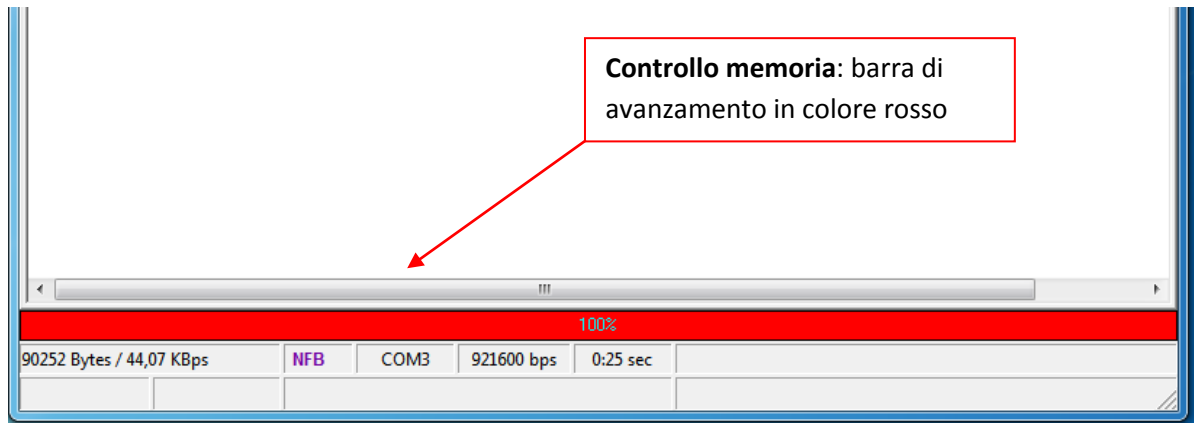 Controllo memoria: barra di
avanzamento in colore rosso
100%
90252 Bytes / 44,07 KBps NFB COM3 921600 bps 0:25 sec